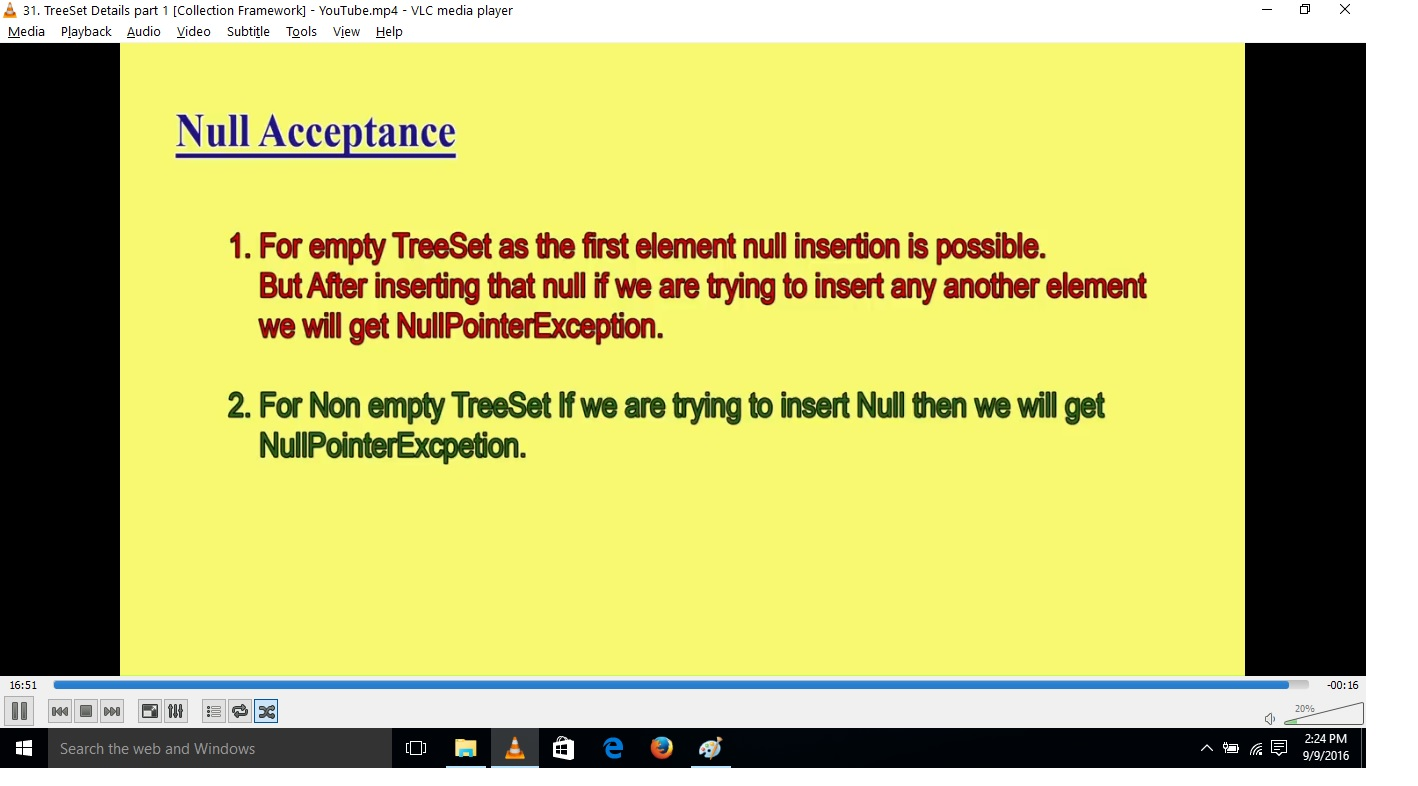 31. TreeSet Details part 1 [Collection Framework] - YouTube.mp4 - VLC media player
Media Playback Audio Video Subtitle Tools View Help
Null Acceptance
1. For empty TreeSet as the first element null insertion is possible.
But After inserting that null if we are trying to insert any another element
we will get NullPointerException.
2. For Non empty TreeSet If we are trying to insert Null then we will get
NullPointerExcpetion.
16:51 -00:16
20%
Search the web and Windows
2:24 PM
9/9/2016